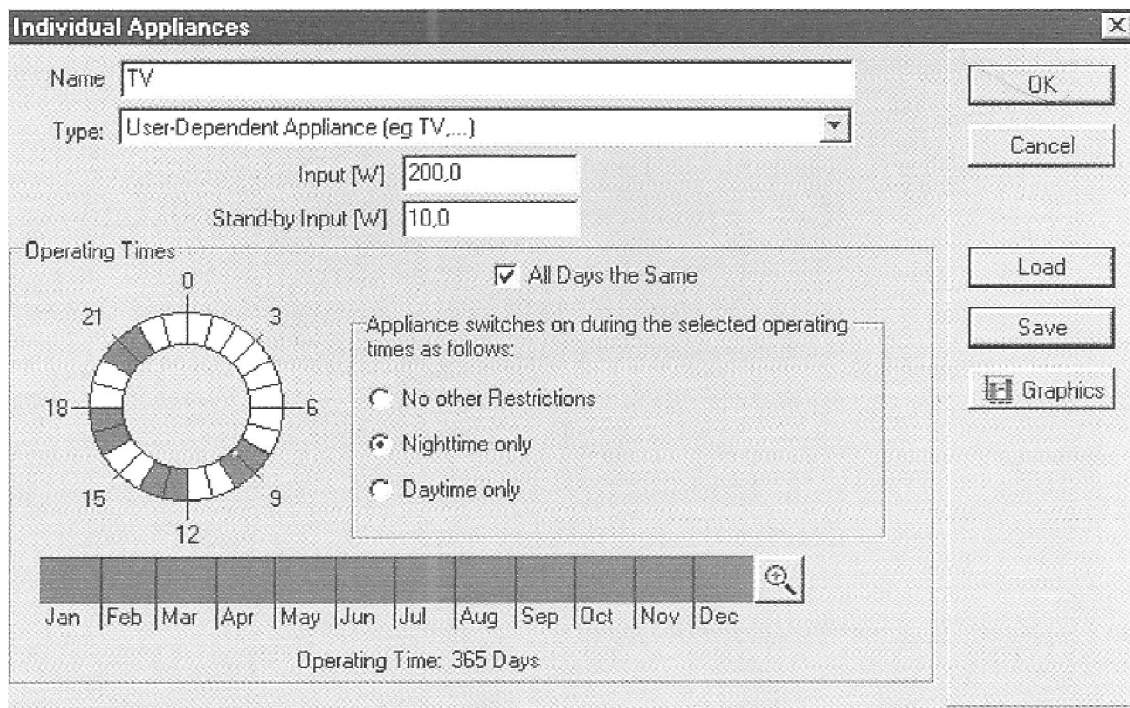 Individual Appliances
Name TV
Type: User-Dependent Appliance (eg TV,...)
Input [W] 200,0
Stand-by Input [W] 10,0
OK
Cancel
Load
Save
Graphics
Operating Times
All Days the Same
0
3
6
9
12
15
18
21
Appliance switches on during the selected operating
times as follows:
No other Restrictions
Nighttime only
Daytime only
Jan Feb Mar Apr May Jun Jul Aug Sep Oct Nov Dec
Operating Time: 365 Days